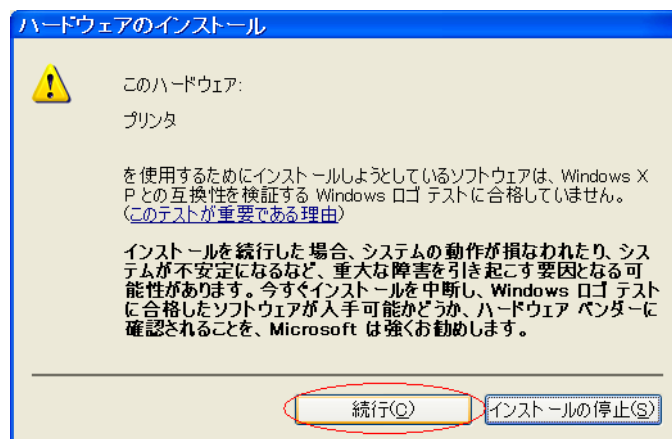 ハードウェアのインストール
このハードウェア:
プリンタ
を使用するためにインストールしようとしているソフトウェアは、Windows X
P との互換性を検証する Windows ロゴ テストに合格していません。
(このテストが重要である理由)
インストールを続行した場合、システムの動作が損なわれたり、シス
テムが不安定になるなど、重大な障害を引き起こす要因となる可
能性があります。今すぐインストールを中断し、Windows ロゴ テスト
に合格したソフトウェアが入手可能かどうか、ハードウェア ベンダーに
確認されることを、Microsoft は強くお勧めします。
続行(C) インストールの停止(S)